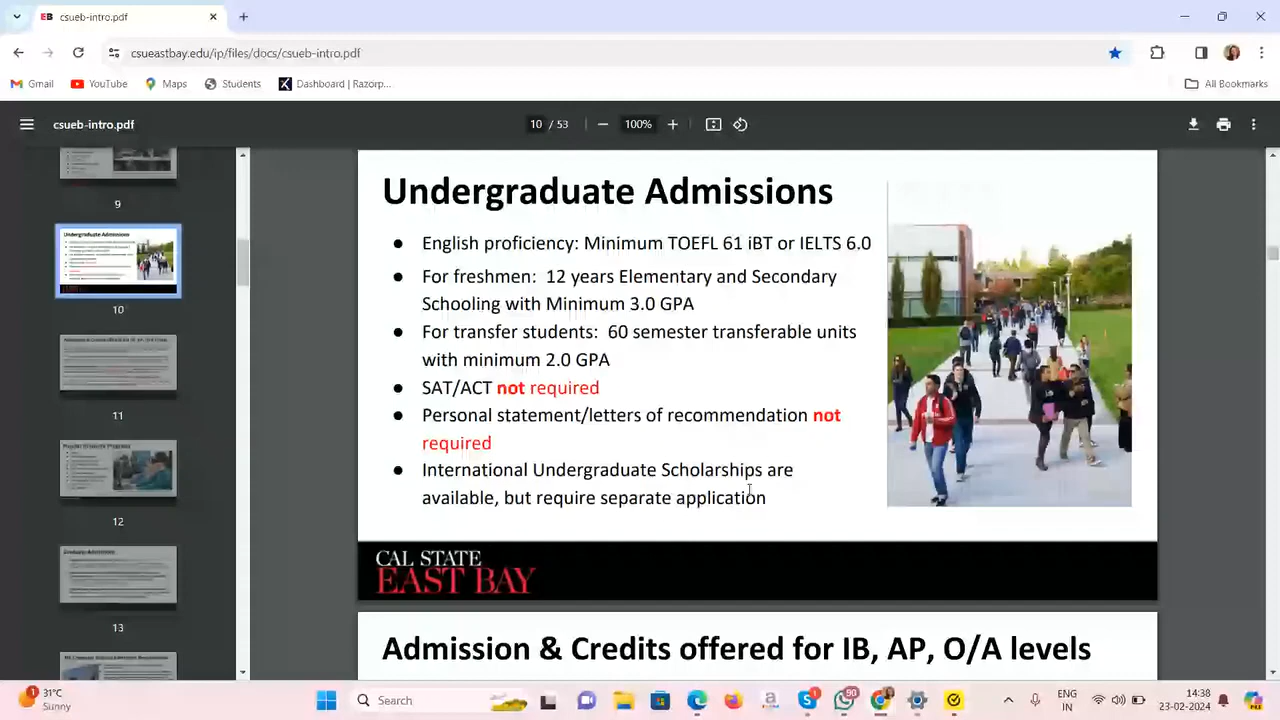 EB csueb-intro.pdf
csueastbay.edu/ip/files/docs/csueb-intro.pdf
Gmail YouTube Maps Students Dashboard | Razorp... All Bookmarks
csueb-intro.pdf 10 / 53 100%
9
10
11
12
13
Undergraduate Admissions
● English proficiency: Minimum TOEFL 61 iBT or IELTS 6.0
● For freshmen: 12 years Elementary and Secondary
Schooling with Minimum 3.0 GPA
● For transfer students: 60 semester transferable units
with minimum 2.0 GPA
● SAT/ACT not required
● Personal statement/letters of recommendation not
required
● International Undergraduate Scholarships are
available, but require separate application
CAL STATE
EAST BAY
Admission & Credits offered for IB, AP, O/A levels
1 31°C
Sunny
Search
1
90
ENG
IN
14:38
23-02-2024